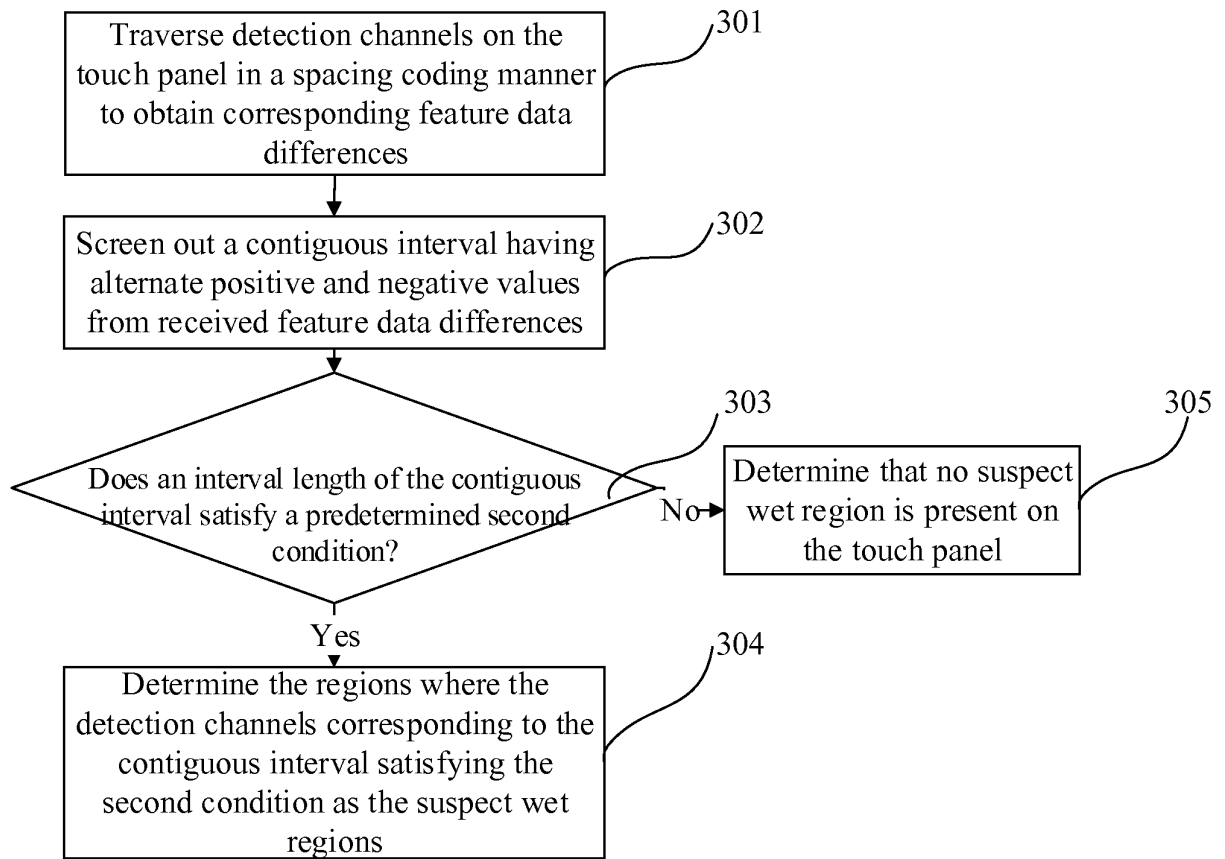 Traverse detection channels on the
touch panel in a spacing coding manner
to obtain corresponding feature data
differences
301
Screen out a contiguous interval having
alternate positive and negative values
from received feature data differences
302
Does an interval length of the contiguous
interval satisfy a predetermined second
condition?
303
No
Determine that no suspect
wet region is present on
the touch panel
305
Yes
Determine the regions where the
detection channels corresponding to the
contiguous interval satisfying the
second condition as the suspect wet
regions
304